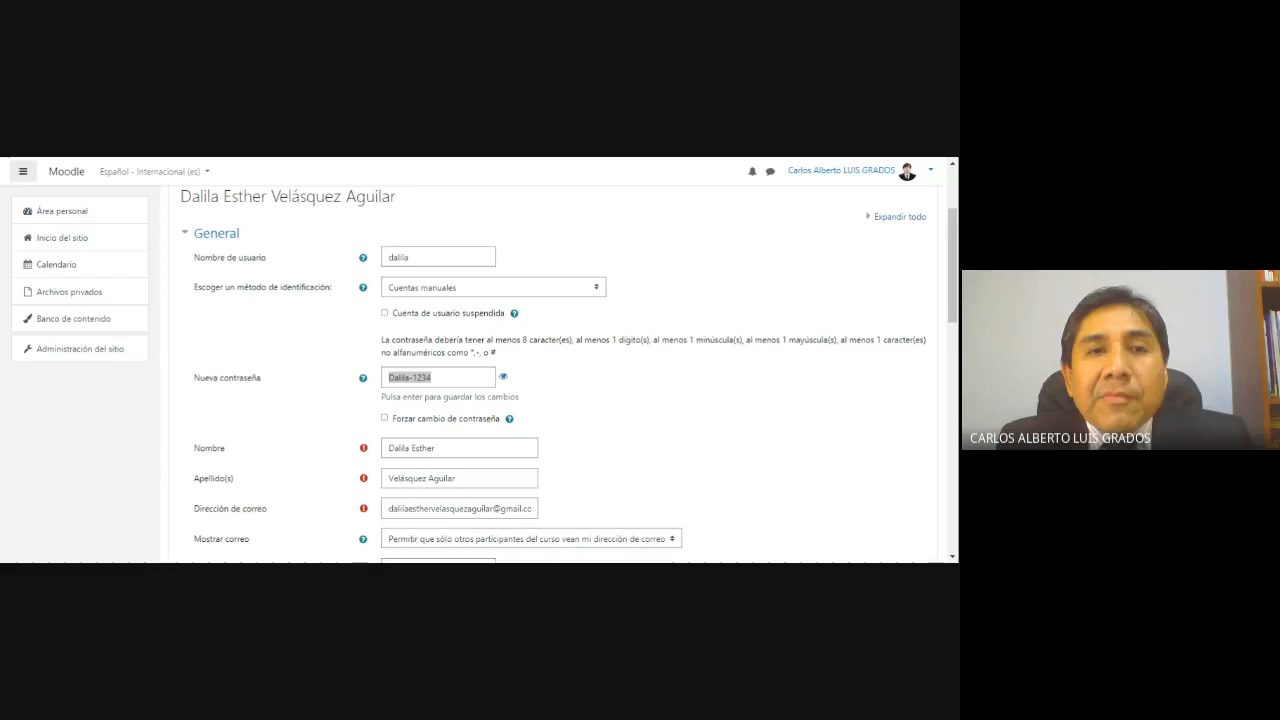 Moodle
Español - Internacional (es)
Carlos Alberto LUIS GRADOS
Dalila Esther Velásquez Aguilar
Expandir todo
Área personal
Inicio del sitio
Calendario
Archivos privados
Banco de contenido
Administración del sitio
General
Nombre de usuario
dalila
Escoger un método de identificación:
Cuentas manuales
Cuenta de usuario suspendida
La contraseña debería tener al menos 8 caracter(es), al menos 1 dígito(s), al menos 1 minúscula(s), al menos 1 mayúscula(s), al menos 1 caracter(es)
no alfanuméricos como *,-, o #
Nueva contraseña
Dalila-1234
Pulsa enter para guardar los cambios
Forzar cambio de contraseña
Nombre
Dalila Esther
Apellido(s)
Velásquez Aguilar
Dirección de correo
dalilaesthervelasquezaguilar@gmail.co
Mostrar correo
Permitir que sólo otros participantes del curso vean mi dirección de correo
CARLOS ALBERTO LUIS GRADOS